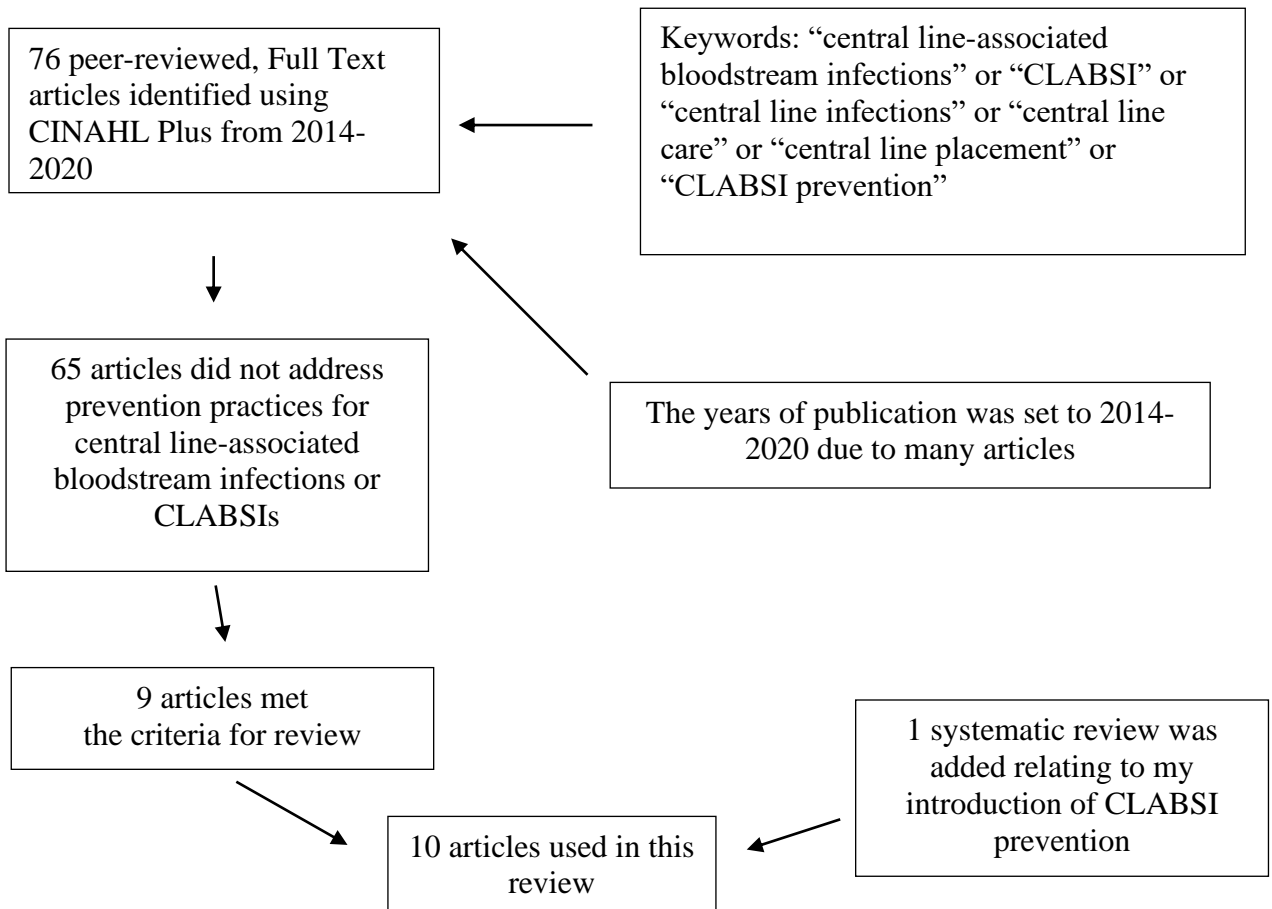 76 peer-reviewed, Full Text
articles identified using
CINAHL Plus from 2014-
2020
Keywords: “central line-associated
bloodstream infections” or “CLABSI” or
“central line infections” or “central line
care” or “central line placement” or
“CLABSI prevention”
65 articles did not address
prevention practices for
central line-associated
bloodstream infections or
CLABSIs
The years of publication was set to 2014-
2020 due to many articles
9 articles met
the criteria for review
1 systematic review was
added relating to my
introduction of CLABSI
prevention
10 articles used in this
review